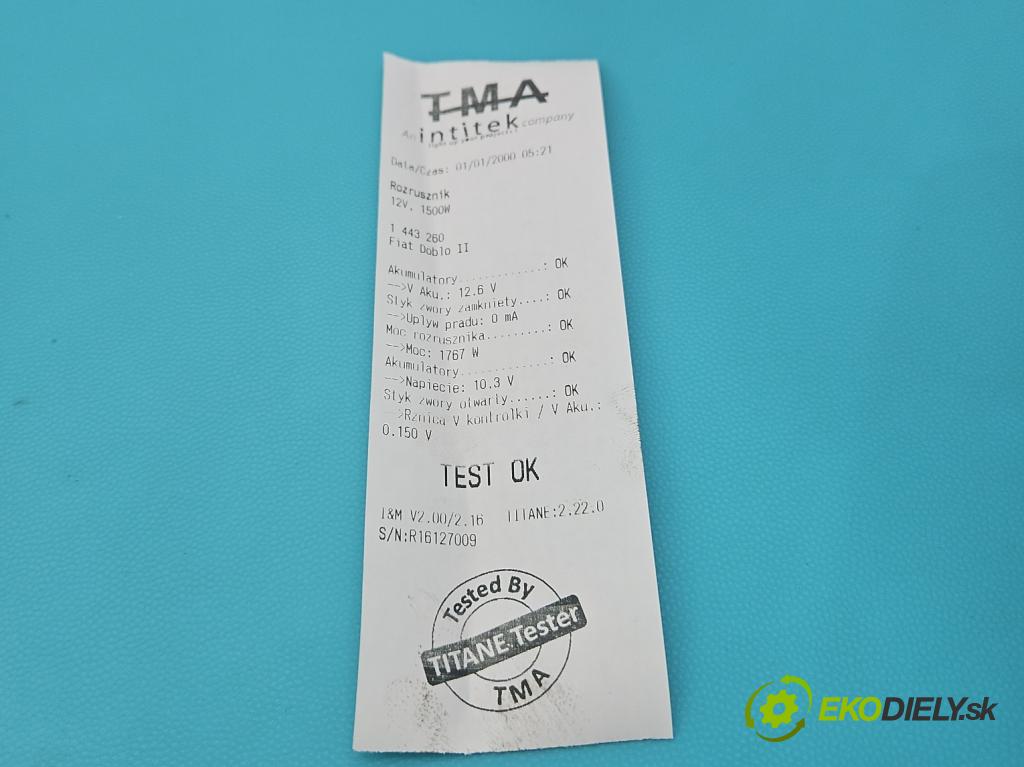 TMA
An intitek company
light up your projects!
Data/Czas: 01/01/2000 05:21
Rozrusznik
12V, 1500W
1 443 260
Fiat Doblo II
Akumulatory.............: OK
-->V Aku.: 12.6 V
Styk zwory zamkniety....: OK
-->Uplyw pradu: 0 mA
Moc rozrusznika.........: OK
-->Moc: 1767 W
Akumulatory.............: OK
-->Napiecie: 10.3 V
Styk zwory otwarty......: OK
-->Rznica V kontrolki / V Aku.:
0.150 V
TEST OK
I&M V2.00/2.16 TITANE:2.22.0
S/N:R16127009
Tested By
TITANE Tester
TMA
EKODIELY.sk